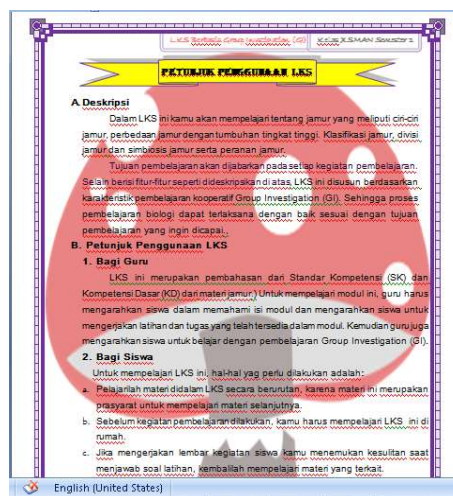 LKS Berbasis Group Investigation (GI)
Kelas X SMAN Semester 1
PETUNJUK PENGGUNAAN LKS
A. Deskripsi
Dalam LKS ini kamu akan mempelajari tentang jamur yang meliputi ciri-ciri
jamur, perbedaan jamur dengan tumbuhan tingkat tinggi. Klasifikasi jamur, divisi
jamur dan simbiosis jamur serta peranan jamur.
Tujuan pembelajaran akan dijabarkan pada setiap kegiatan pembelajaran.
Selain berisi fitur-fitur seperti dideskripsikan di atas, LKS ini disusun berdasarkan
karakteristik pembelajaran kooperatif Group Investigation (GI). Sehingga proses
pembelajaran biologi dapat terlaksana dengan baik sesuai dengan tujuan
pembelajaran yang ingin dicapai..
B. Petunjuk Penggunaan LKS
1. Bagi Guru
LKS ini merupakan pembahasan dari Standar Kompetensi (SK) dan
Kompetensi Dasar (KD) dari materi jamur.) Untuk mempelajari modul ini, guru harus
mengarahkan siswa dalam memahami isi modul dan mengarahkan siswa untuk
mengerjakan latihan dan tugas yang telah tersedia dalam modul. Kemudian guru juga
mengarahkan siswa untuk belajar dengan pembelajaran Group Investigation (GI).
2. Bagi Siswa
Untuk mempelajari LKS ini, hal-hal yag perlu dilakukan adalah:
a. Pelajarilah materi didalam LKS secara berurutan, karena materi ini merupakan
prasyarat untuk mempelajari materi selanjutnya.
b. Sebelum kegiatan pembelajaran dilakukan, kamu harus mempelajari LKS ini di
rumah.
c. Jika mengerjakan lembar kegiatan siswa kamu menemukan kesulitan saat
menjawab soal latihan, kembalilah mempelajari materi yang terkait.
English (United States)